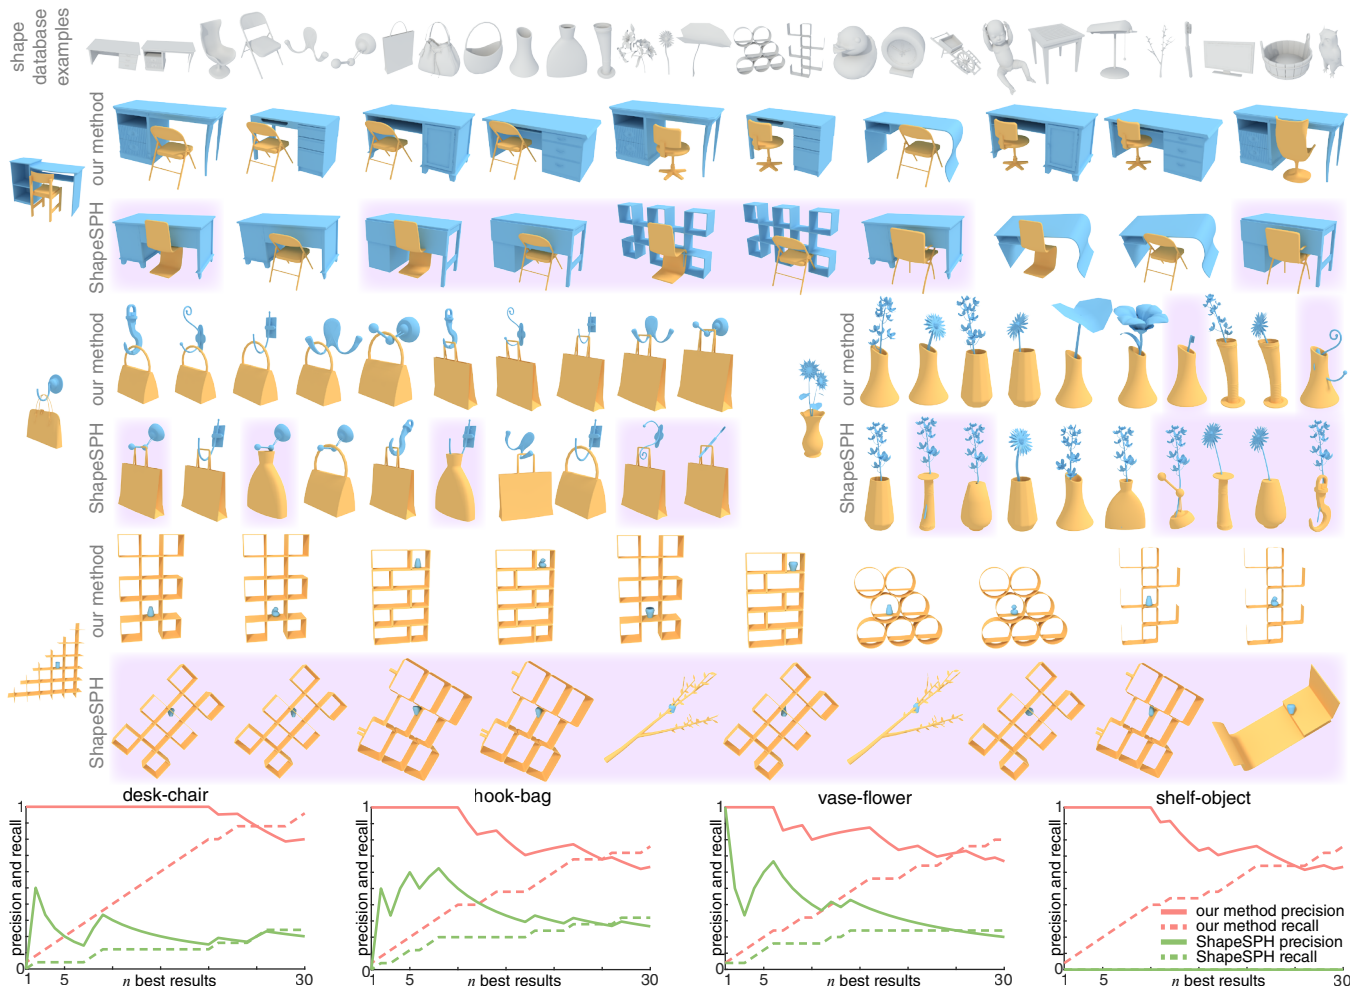 shape
database
examples
our method
ShapeSPH
our method
ShapeSPH
our method
ShapeSPH
our method
ShapeSPH
desk-chair
hook-bag
vase-flower
shelf-object
precision and recall
1
0
1
5
n best results
30
precision and recall
1
0
1
5
n best results
30
precision and recall
1
0
1
5
n best results
30
precision and recall
1
0
1
5
n best results
30
our method precision
our method recall
ShapeSPH precision
ShapeSPH recall